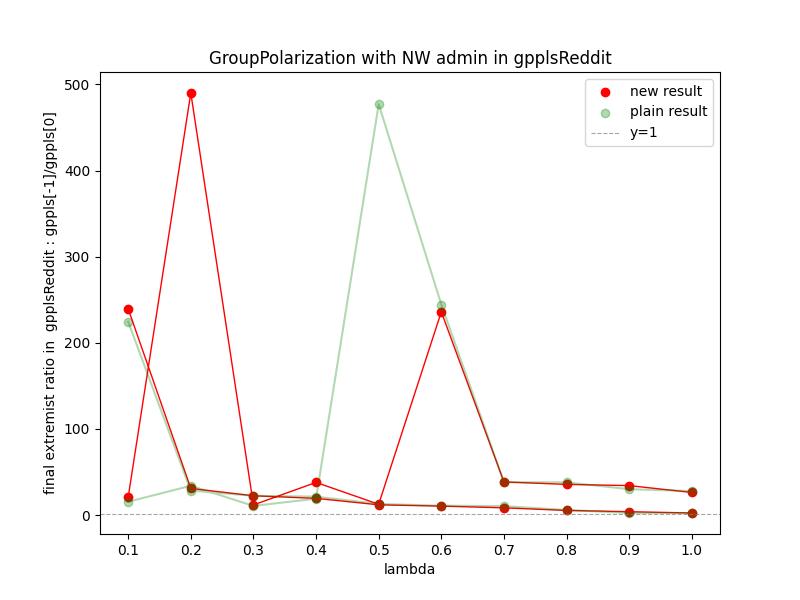 GroupPolarization with NW admin in gpplsReddit
new result
plain result
y=1
final extremist ratio in  gpplsReddit : gppls[-1]/gppls[0]
500
400
300
200
100
0
0.1 0.2 0.3 0.4 0.5 0.6 0.7 0.8 0.9 1.0
lambda